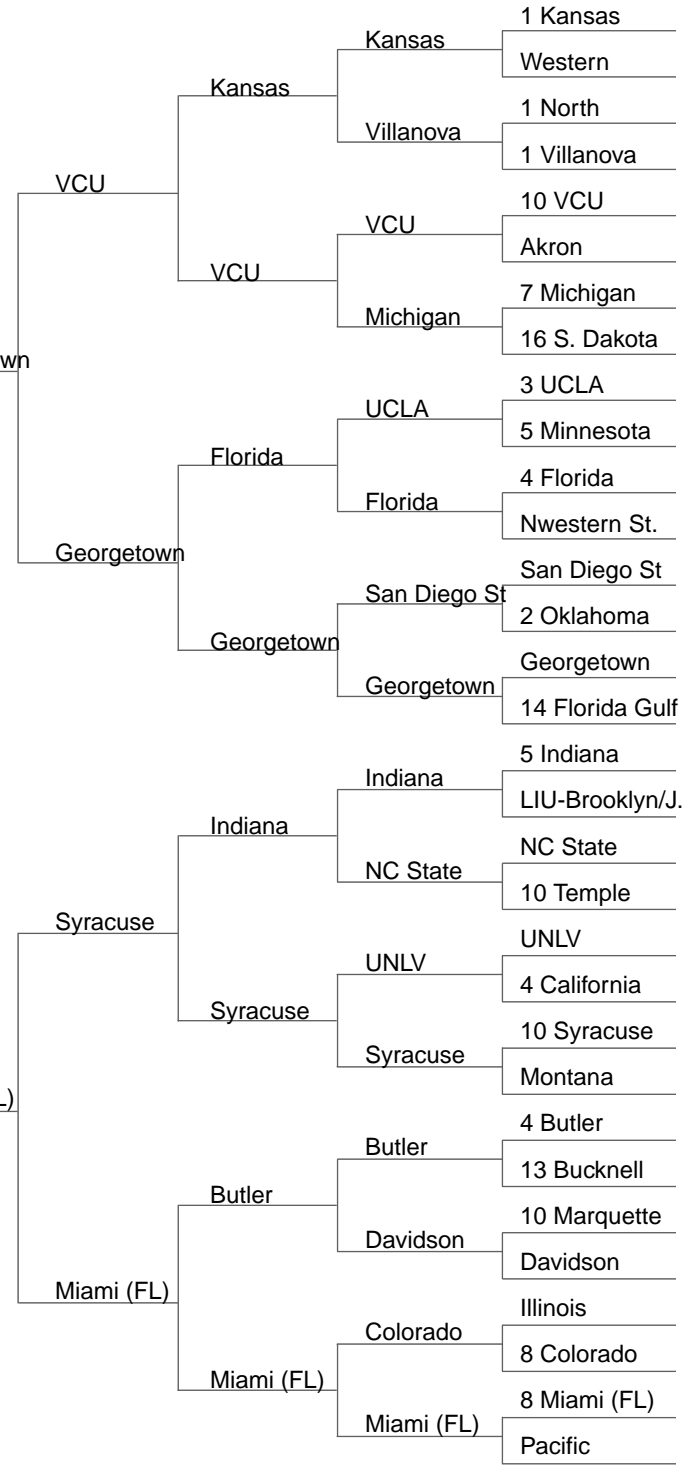 1 Kansas
Kansas
Western
Kansas
1 North
Villanova
1 Villanova
VCU
10 VCU
VCU
Akron
VCU
7 Michigan
Michigan
16 S. Dakota
wn
3 UCLA
UCLA
5 Minnesota
Florida
4 Florida
Florida
Nwestern St.
Georgetown
San Diego St
San Diego St
2 Oklahoma
Georgetown
Georgetown
Georgetown
14 Florida Gulf
5 Indiana
Indiana
LIU-Brooklyn/J.
Indiana
NC State
NC State
10 Temple
Syracuse
UNLV
UNLV
4 California
Syracuse
10 Syracuse
Syracuse
Montana
L)
4 Butler
Butler
13 Bucknell
Butler
10 Marquette
Davidson
Davidson
Miami (FL)
Illinois
Colorado
8 Colorado
Miami (FL)
8 Miami (FL)
Miami (FL)
Pacific